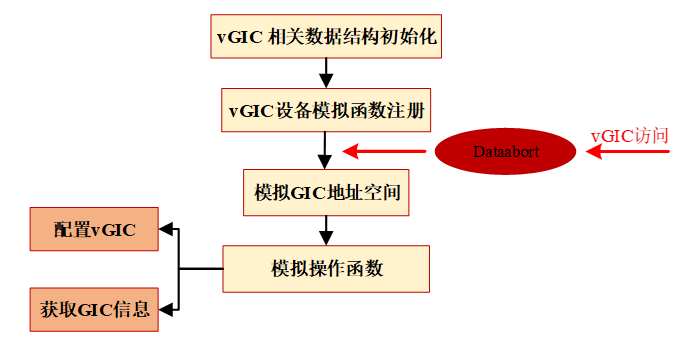 vGIC 相关数据结构初始化
vGIC设备模拟函数注册
vGIC访问
Dataabort
模拟GIC地址空间
配置vGIC
模拟操作函数
获取GIC信息